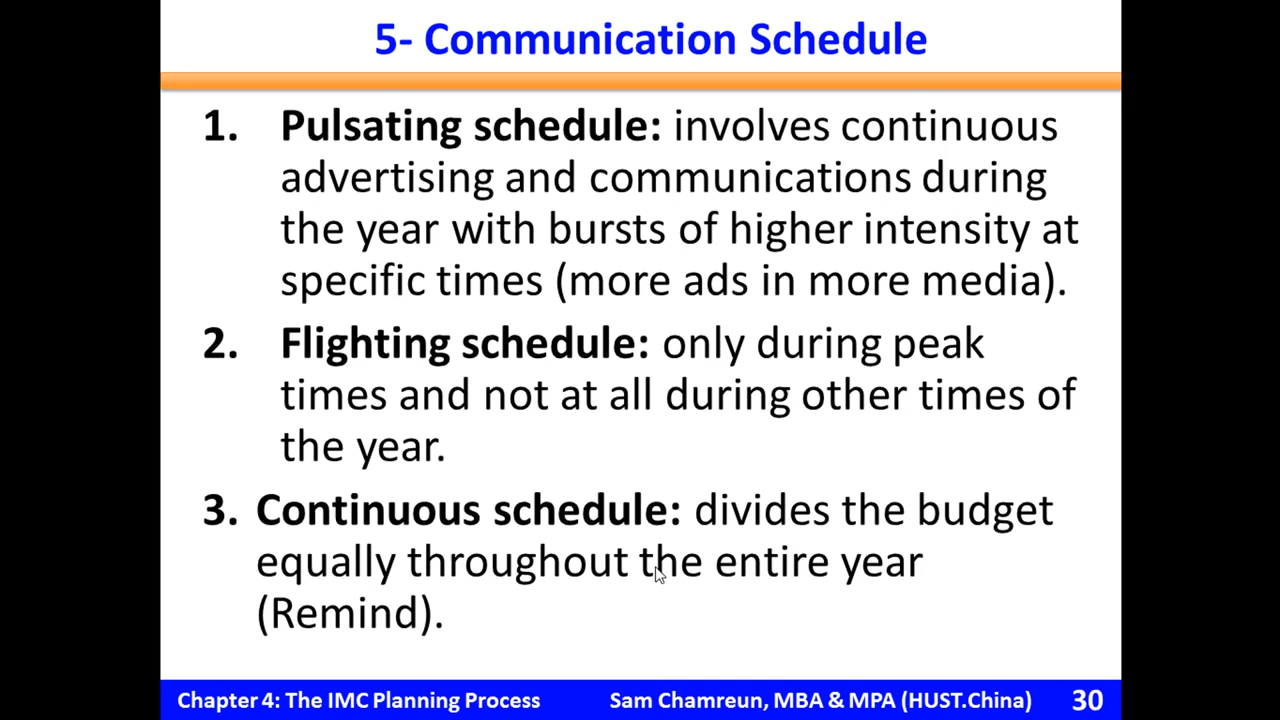 5- Communication Schedule
1. Pulsating schedule: involves continuous
advertising and communications during
the year with bursts of higher intensity at
specific times (more ads in more media).
2. Flighting schedule: only during peak
times and not at all during other times of
the year.
3. Continuous schedule: divides the budget
equally throughout the entire year
(Remind).
Chapter 4: The IMC Planning Process Sam Chamreun, MBA & MPA (HUST.China) 30